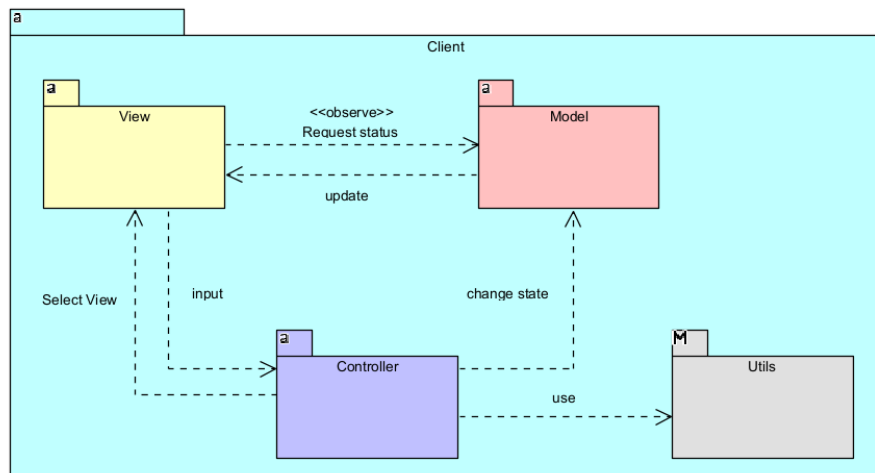 a
Client
a
a
View
<<observe>>
Model
Request status
update
Select View
input
change state
a
M
Controller
Utils
use